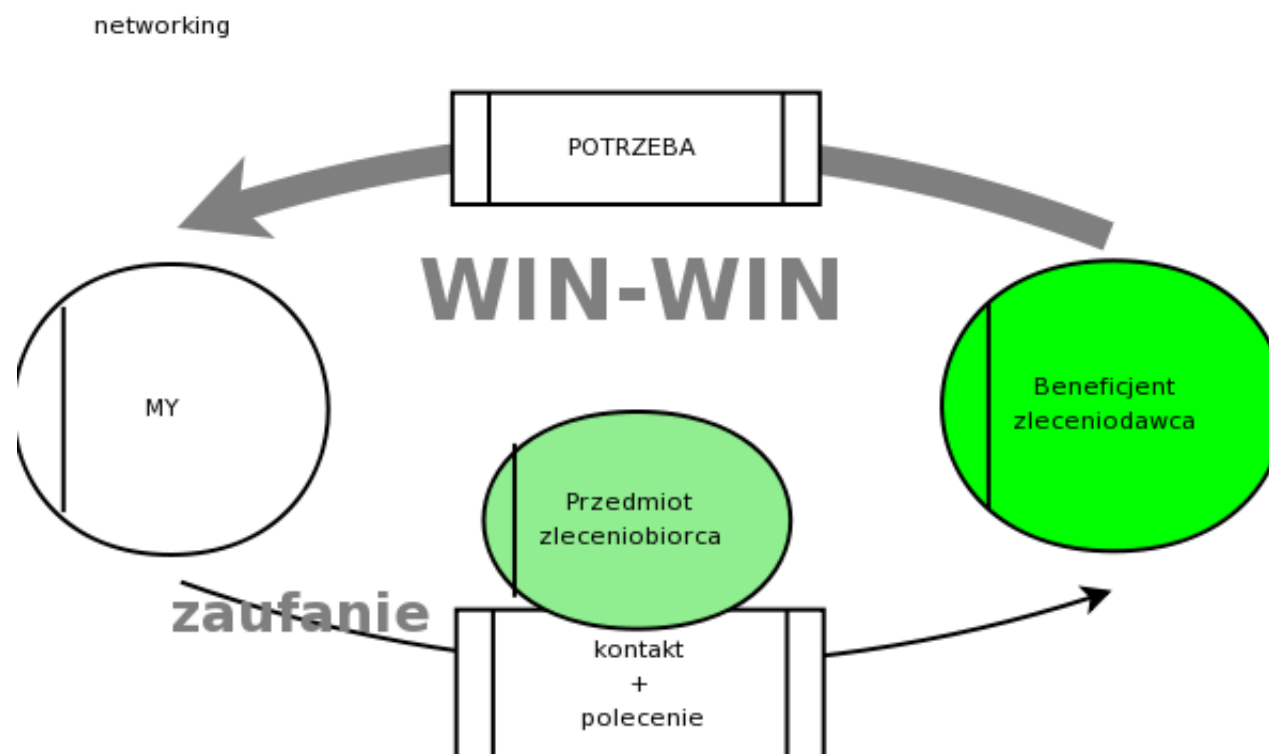 networking
POTRZEBA
WIN-WIN
MY
Beneficjent
zleceniodawca
Przedmiot
zleceniobiorca
zaufanie
kontakt
+
polecenie